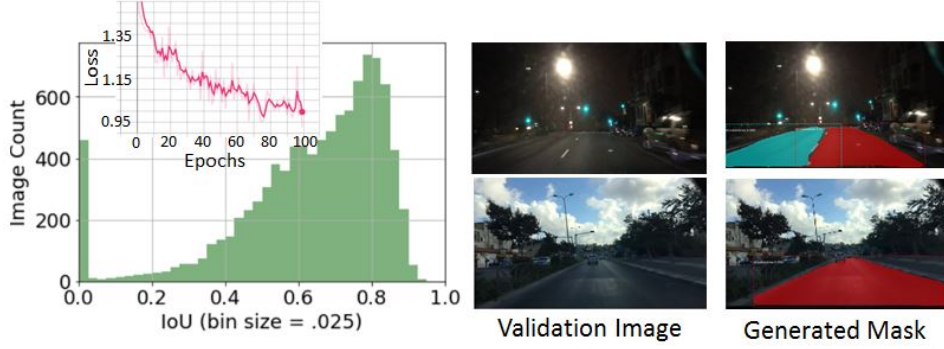 Loss
1.35
1.15
0.95
0 20 40 60 80 100
Epochs
Image Count
600
400
200
0
0.0 0.2 0.4 0.6 0.8 1.0
IoU (bin size = .025)
Validation Image
Generated Mask